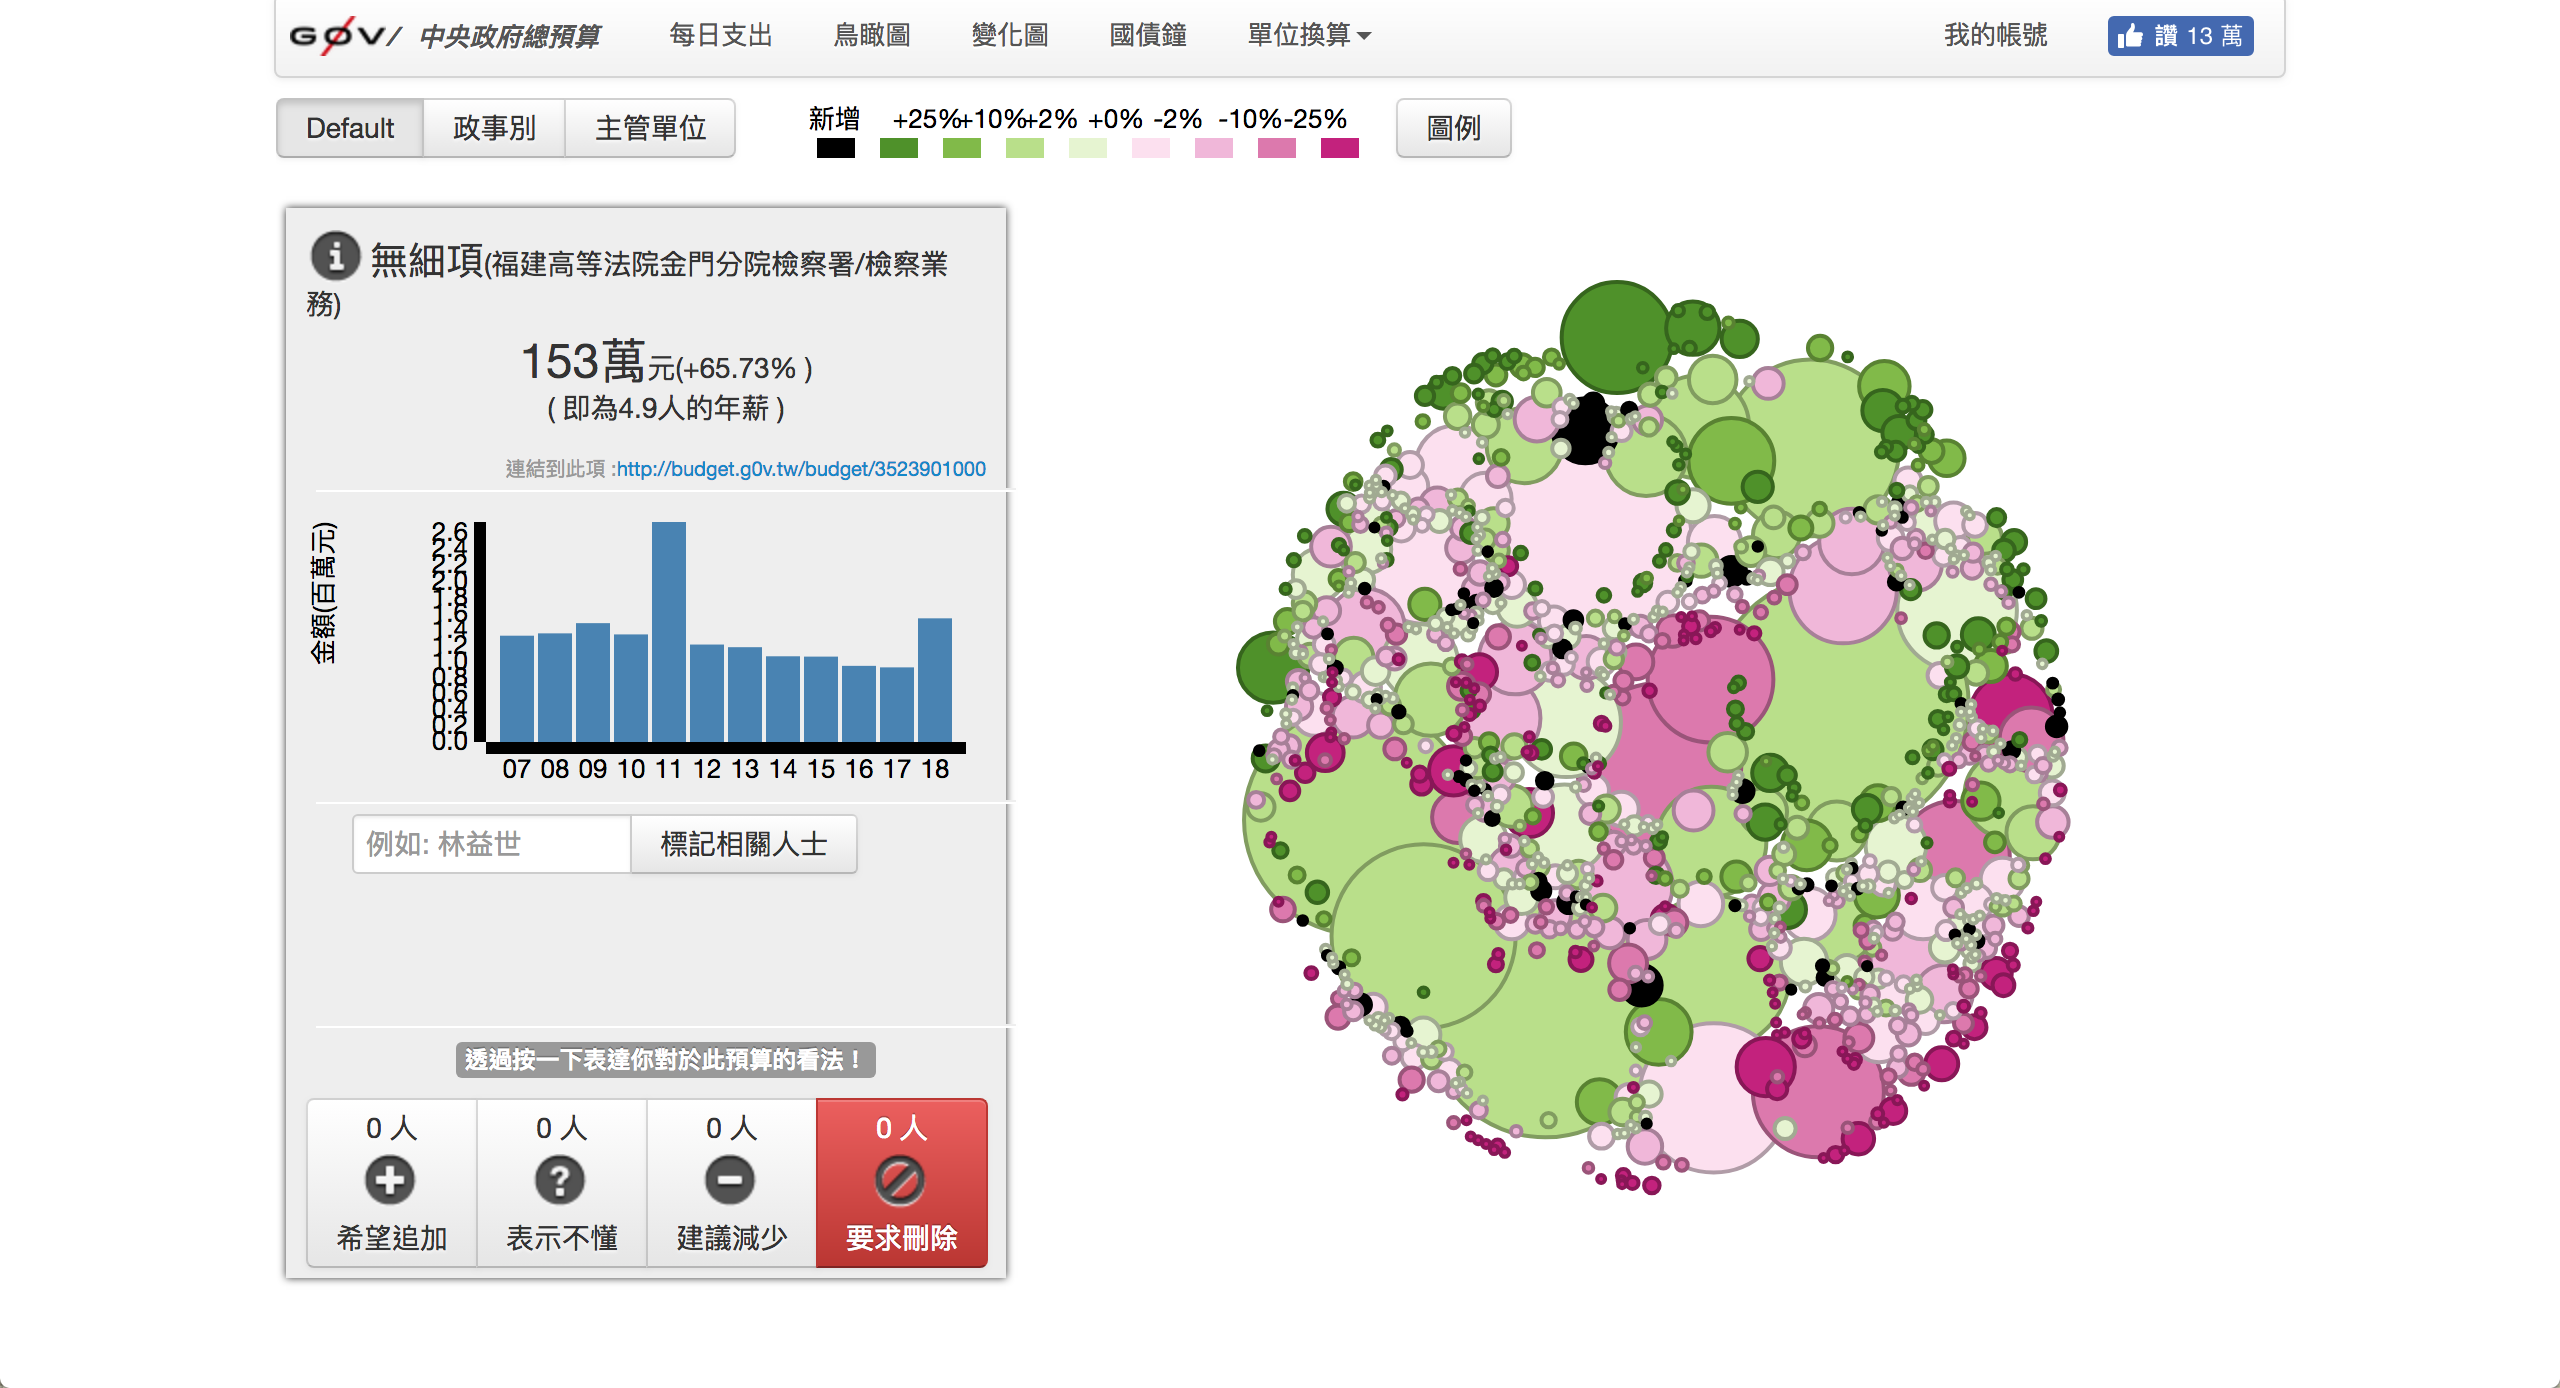 GØV/ 中央政府總預算 每日支出 鳥瞰圖 變化圖 國債鐘 單位換算 我的帳號 讚 13 萬
Default 政事別 主管單位 新增 +25% +10% +2% +0% -2% -10% -25% 圖例
無細項(福建高等法院金門分院檢察署/檢察業
務)
153萬元(+65.73% )
( 即為4.9人的年薪 )
連結到此項 :http://budget.g0v.tw/budget/3523901000
金額(百萬元)
2.6
2.4
2.2
2.0
1.8
1.6
1.4
1.2
1.0
0.8
0.6
0.4
0.2
0.0
07 08 09 10 11 12 13 14 15 16 17 18
例如: 林益世 標記相關人士
透過按一下表達你對於此預算的看法！
0 人 0 人 0 人 0 人
希望追加 表示不懂 建議減少 要求刪除